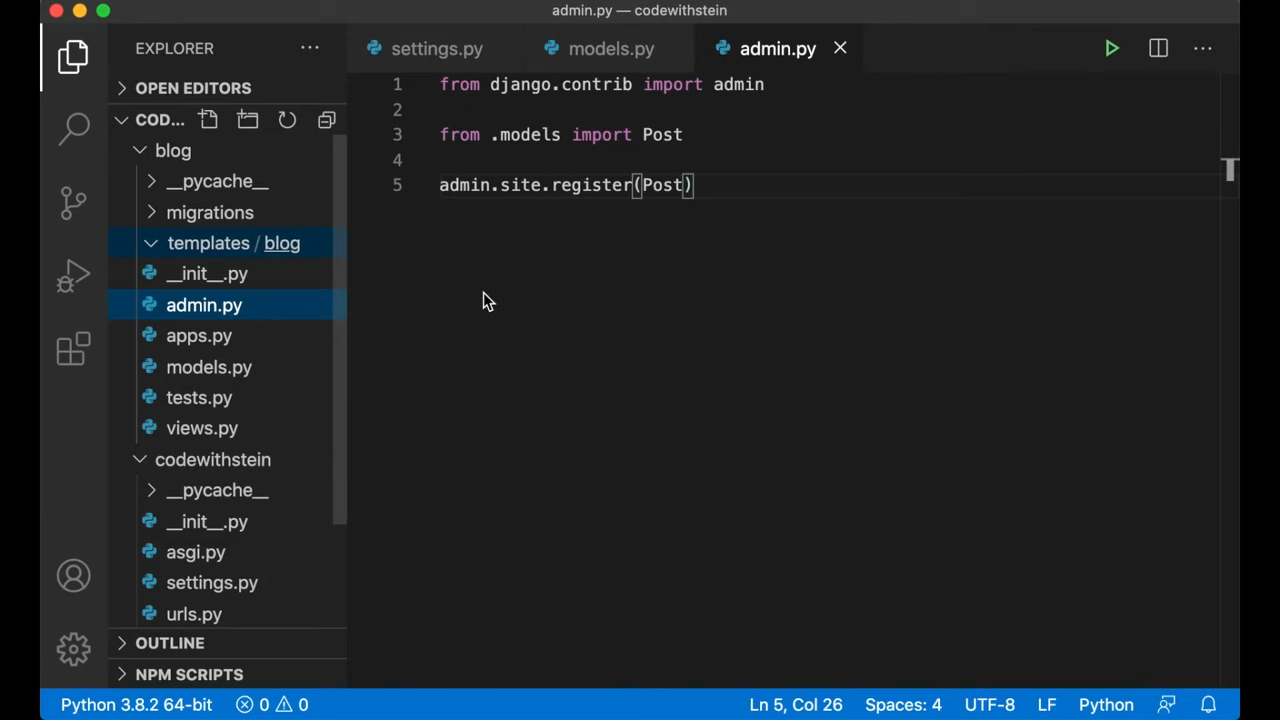 admin.py — codewithstein
EXPLORER
OPEN EDITORS
COD...
blog
__pycache__
migrations
templates / blog
__init__.py
admin.py
apps.py
models.py
tests.py
views.py
codewithstein
__pycache__
__init__.py
asgi.py
settings.py
urls.py
OUTLINE
NPM SCRIPTS
settings.py
models.py
admin.py
1 from django.contrib import admin
2
3 from .models import Post
4
5 admin.site.register(Post)
Python 3.8.2 64-bit
0
0
Ln 5, Col 26
Spaces: 4
UTF-8
LF
Python